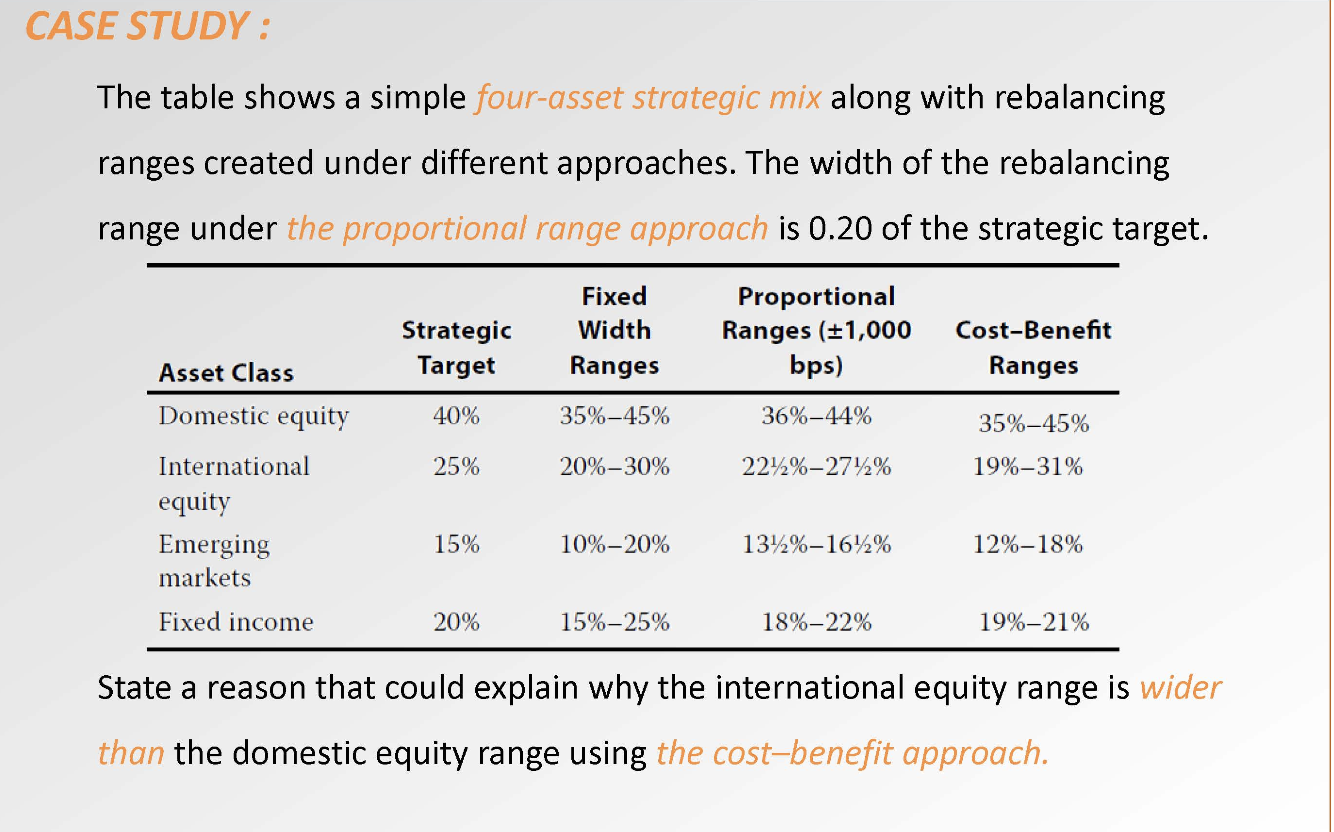 CASE STUDY :
The table shows a simple four-asset strategic mix along with rebalancing
ranges created under different approaches. The width of the rebalancing
range under the proportional range approach is 0.20 of the strategic target.
Asset Class Strategic Target Fixed Width Ranges Proportional Ranges (±1,000 bps) Cost–Benefit Ranges
Domestic equity 40% 35%–45% 36%–44% 35%–45%
International equity 25% 20%–30% 22½%–27½% 19%–31%
Emerging markets 15% 10%–20% 13½%–16½% 12%–18%
Fixed income 20% 15%–25% 18%–22% 19%–21%
State a reason that could explain why the international equity range is wider
than the domestic equity range using the cost–benefit approach.